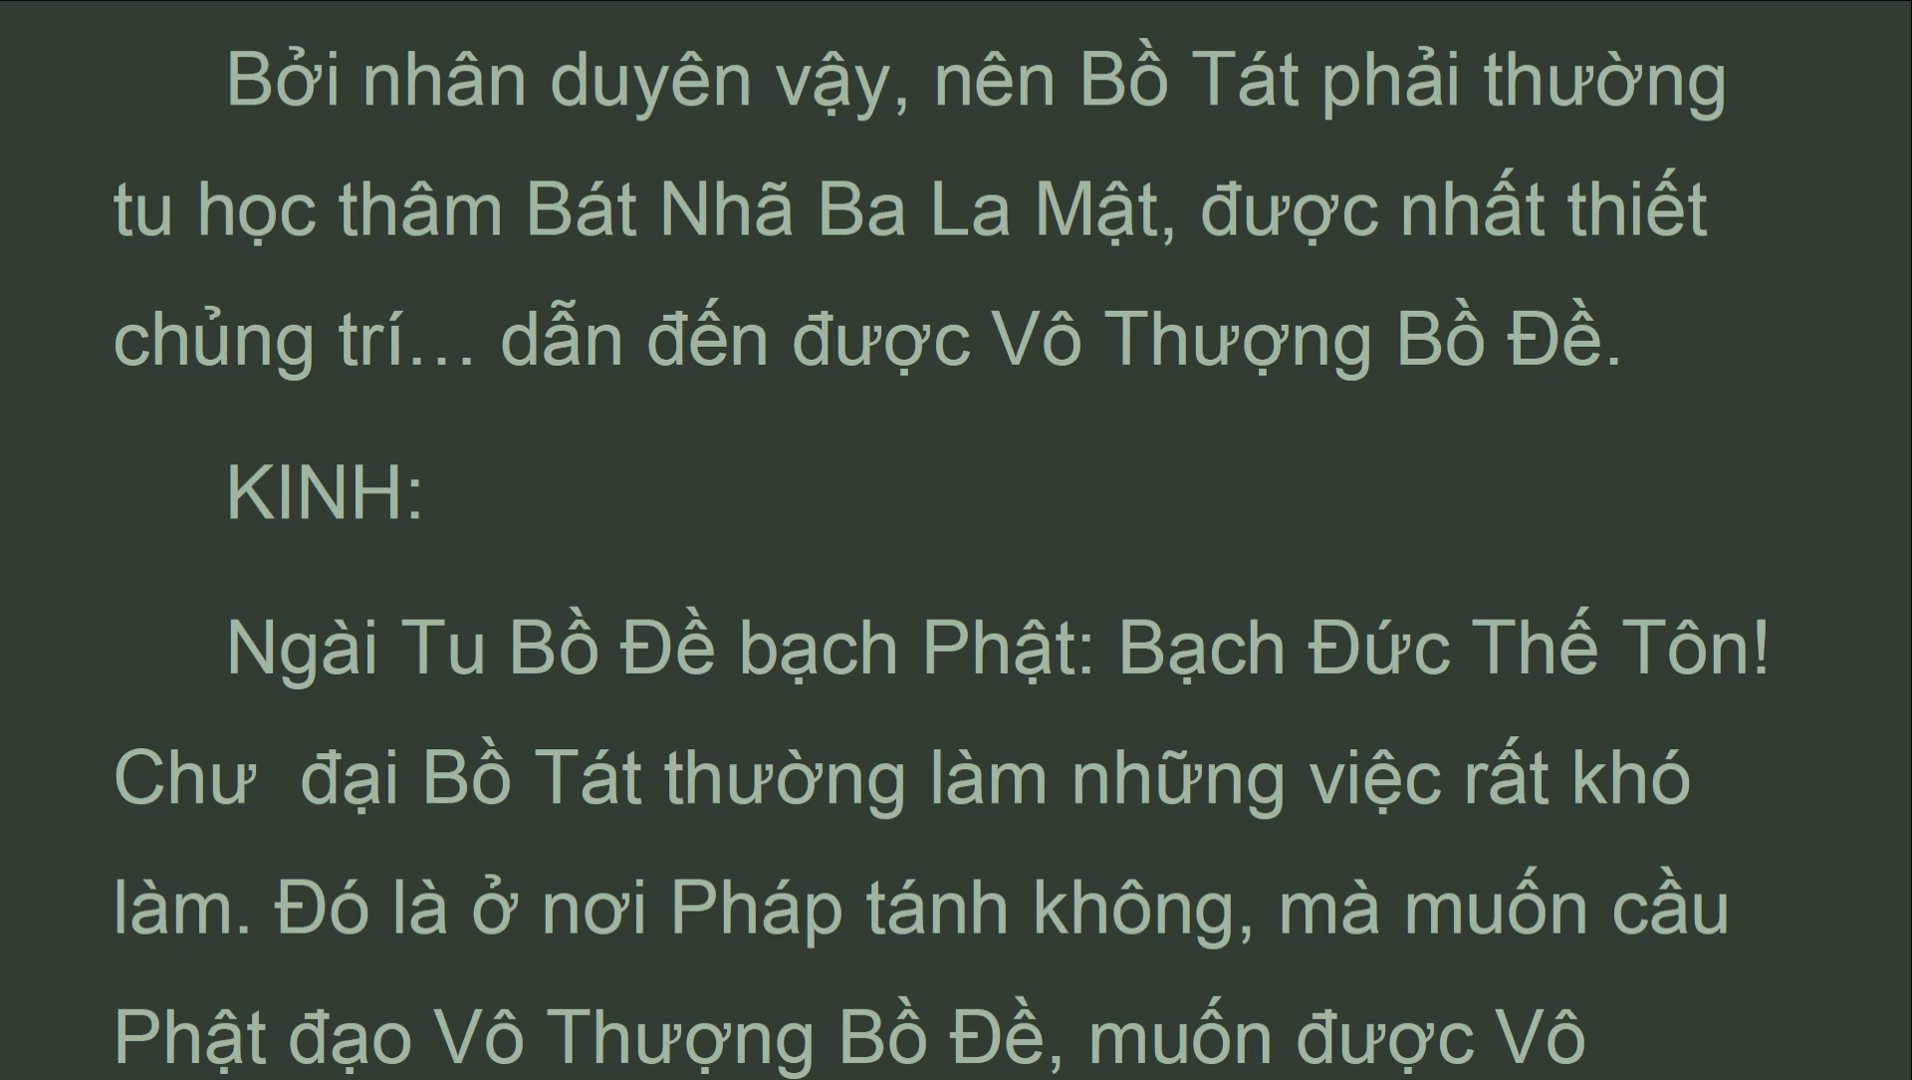 Bởi nhân duyên vậy, nên Bồ Tát phải thường
tu học thâm Bát Nhã Ba La Mật, được nhất thiết
chủng trí… dẫn đến được Vô Thượng Bồ Đề.
KINH:
Ngài Tu Bồ Đề bạch Phật: Bạch Đức Thế Tôn!
Chư  đại Bồ Tát thường làm những việc rất khó
làm. Đó là ở nơi Pháp tánh không, mà muốn cầu
Phật đạo Vô Thượng Bồ Đề, muốn được Vô